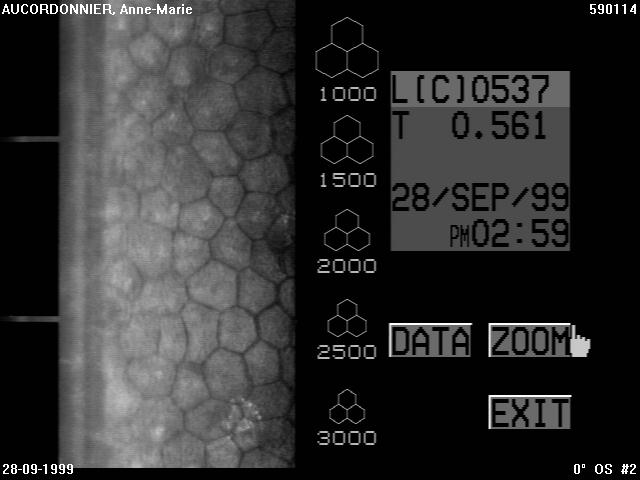 AUCORDONNIER, Anne-Marie
590114
1000
L(C)0537
T 0.561
1500
28/SEP/99
PM02:59
2000
2500
DATA
ZOOM
EXIT
3000
28-09-1999
0° OS #2